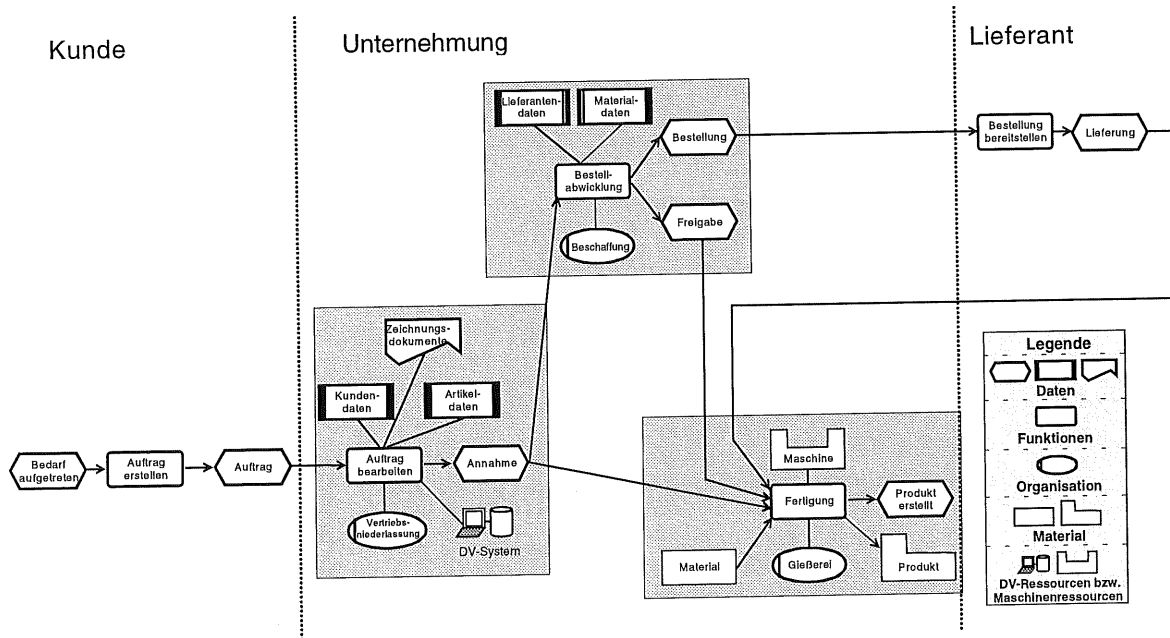 Kunde
Unternehmung
Lieferant
Lieferanten-
daten
Material-
daten
Bestellung
Bestellung
bereitstellen
Lieferung
Bestell-
abwicklung
Freigabe
Beschaffung
Zeichnungs-
dokumente
Kunden-
daten
Artikel-
daten
Bedarf
aufgetreten
Auftrag
erstellen
Auftrag
Auftrag
bearbeiten
Annahme
Vertriebs-
niederlassung
DV-System
Maschine
Fertigung
Produkt
erstellt
Material
Gießerei
Produkt
Legende
Daten
Funktionen
Organisation
Material
DV-Ressourcen bzw.
Maschinenressourcen